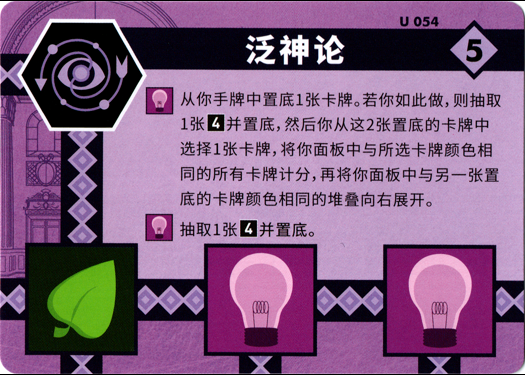 U 054
泛神论
5
从你手牌中置底1张卡牌。若你如此做，则抽取
1张4并置底，然后你从这2张置底的卡牌中
选择1张卡牌，将你面板中与所选卡牌颜色相
同的所有卡牌计分，再将你面板中与另一张置
底的卡牌颜色相同的堆叠向右展开。
抽取1张4并置底。